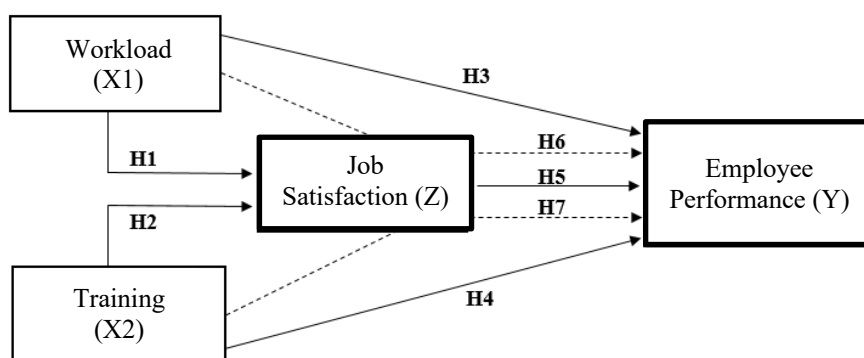 Workload
(X1)
H3
H1
H6
Job
Satisfaction (Z)
H5
Employee
Performance (Y)
H2
H7
Training
(X2)
H4